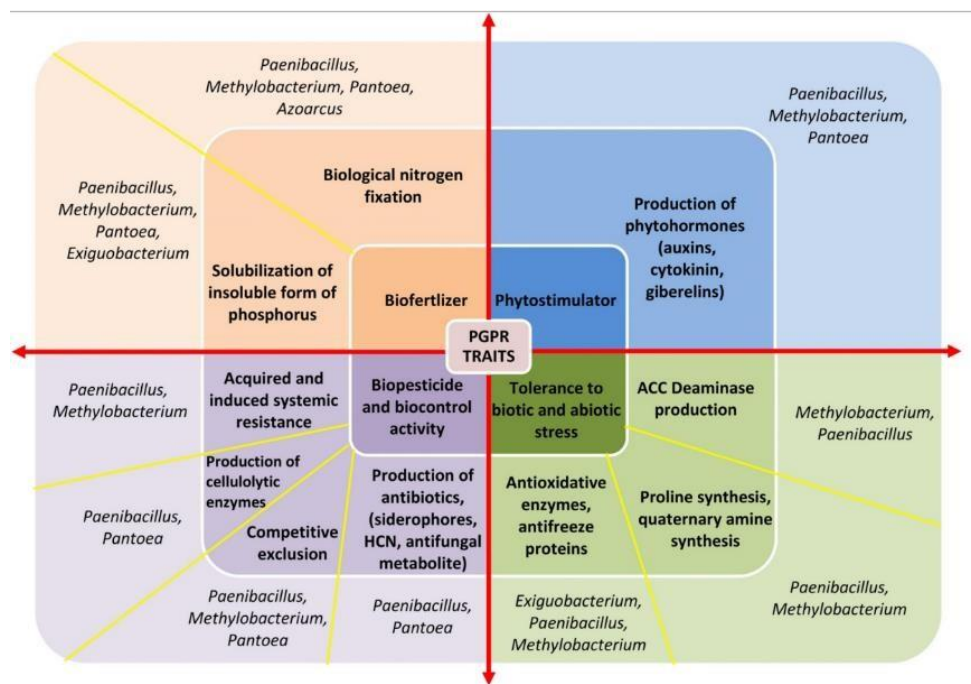 Paenibacillus,
Methylobacterium, Pantoea,
Azoarcus
Paenibacillus,
Methylobacterium,
Pantoea
Biological nitrogen
fixation
Paenibacillus,
Methylobacterium,
Pantoea,
Exiguobacterium
Production of
phytohormones
(auxins,
cytokinin,
giberelins)
Solubilization of
insoluble form of
phosphorus
Biofertlizer
Phytostimulator
PGPR
TRAITS
Paenibacillus,
Methylobacterium
Acquired and
induced systemic
resistance
Biopesticide
and biocontrol
activity
Tolerance to
biotic and abiotic
stress
ACC Deaminase
production
Methylobacterium,
Paenibacillus
Production of
cellulolytic
enzymes
Competitive
exclusion
Production of
antibiotics,
(siderophores,
HCN, antifungal
metabolite)
Antioxidative
enzymes,
antifreeze
proteins
Proline synthesis,
quaternary amine
synthesis
Paenibacillus,
Pantoea
Paenibacillus,
Methylobacterium,
Pantoea
Paenibacillus,
Pantoea
Exiguobacterium,
Paenibacillus,
Methylobacterium
Paenibacillus,
Methylobacterium